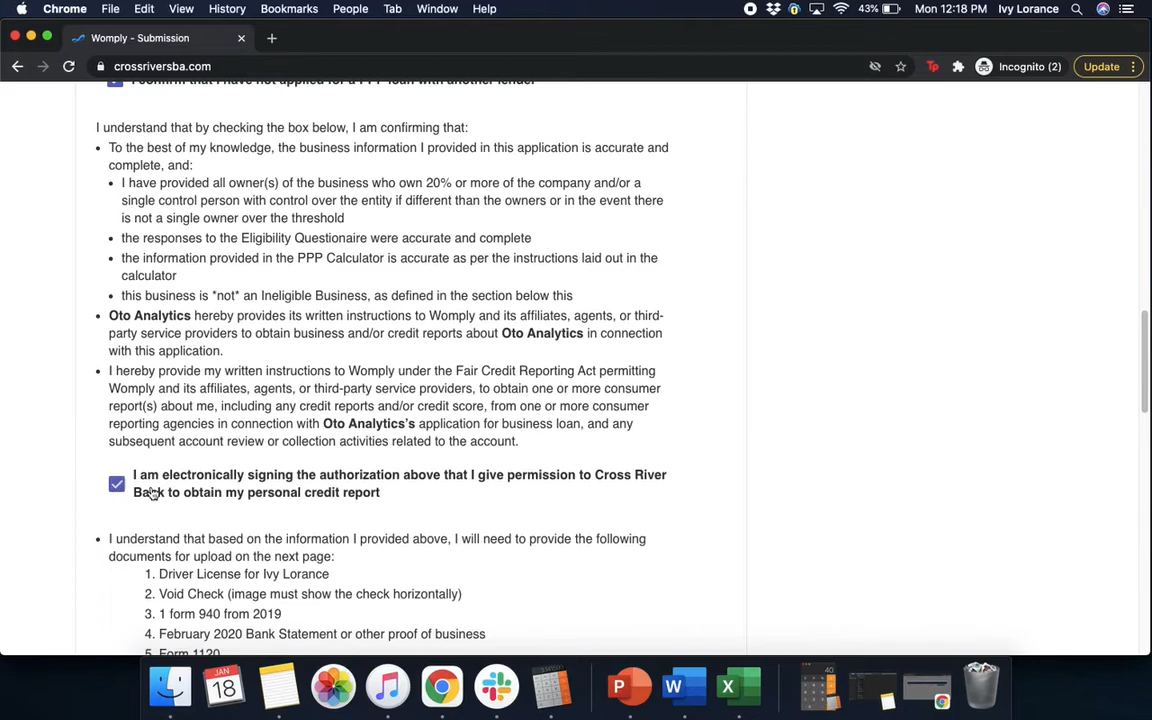 Chrome File Edit View History Bookmarks People Tab Window Help 43% Mon 12:18 PM Ivy Lorance
Womply - Submission
crossriversba.com Incognito (2) Update
I confirm that I have not applied for a PPP loan with another lender
I understand that by checking the box below, I am confirming that:
• To the best of my knowledge, the business information I provided in this application is accurate and
complete, and:
• I have provided all owner(s) of the business who own 20% or more of the company and/or a
single control person with control over the entity if different than the owners or in the event there
is not a single owner over the threshold
• the responses to the Eligibility Questionaire were accurate and complete
• the information provided in the PPP Calculator is accurate as per the instructions laid out in the
calculator
• this business is *not* an Ineligible Business, as defined in the section below this
• Oto Analytics hereby provides its written instructions to Womply and its affiliates, agents, or third-
party service providers to obtain business and/or credit reports about Oto Analytics in connection
with this application.
• I hereby provide my written instructions to Womply under the Fair Credit Reporting Act permitting
Womply and its affiliates, agents, or third-party service providers, to obtain one or more consumer
report(s) about me, including any credit reports and/or credit score, from one or more consumer
reporting agencies in connection with Oto Analytics's application for business loan, and any
subsequent account review or collection activities related to the account.
I am electronically signing the authorization above that I give permission to Cross River
Bank to obtain my personal credit report
• I understand that based on the information I provided above, I will need to provide the following
documents for upload on the next page:
1. Driver License for Ivy Lorance
2. Void Check (image must show the check horizontally)
3. 1 form 940 from 2019
4. February 2020 Bank Statement or other proof of business
5. Form 1120
JAN
18
P
W
X
40